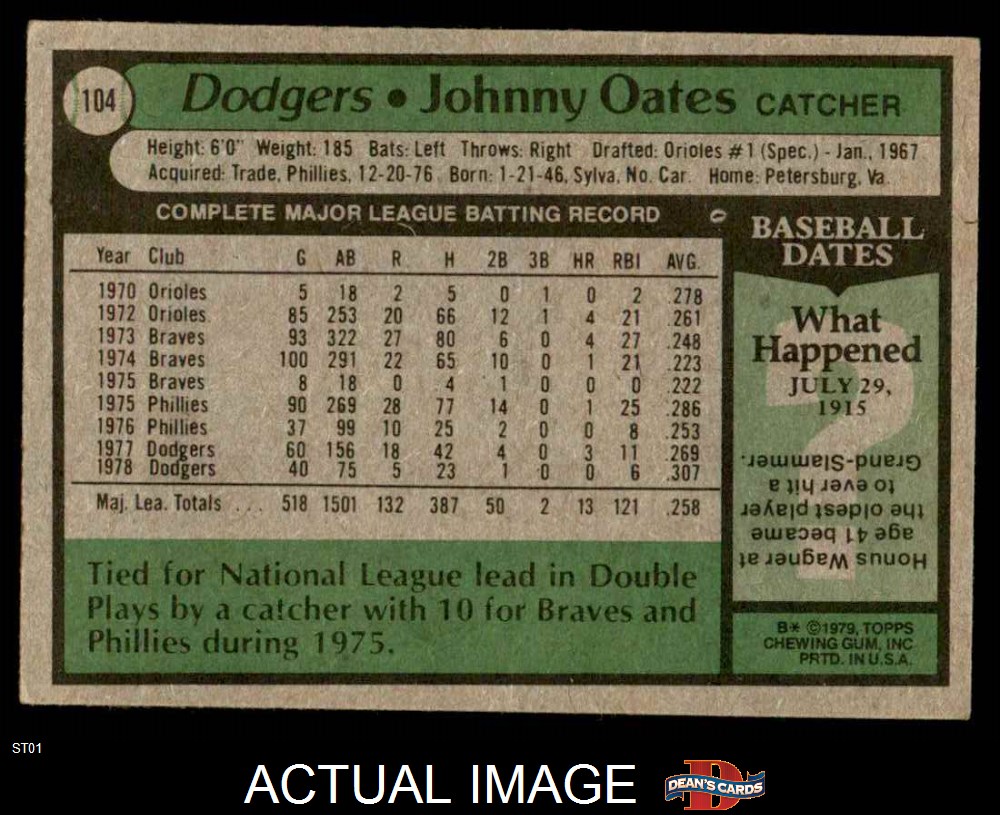 104
Dodgers • Johnny Oates CATCHER
Height: 6'0" Weight: 185 Bats: Left Throws: Right Drafted: Orioles #1 (Spec.) - Jan., 1967
Acquired: Trade, Phillies, 12-20-76 Born: 1-21-46, Sylva, No. Car. Home: Petersburg, Va.
COMPLETE MAJOR LEAGUE BATTING RECORD
Year Club G AB R H 2B 3B HR RBI AVG.
1970 Orioles 5 18 2 5 0 1 0 2 .278
1972 Orioles 85 253 20 66 12 1 4 21 .261
1973 Braves 93 322 27 80 6 0 4 27 .248
1974 Braves 100 291 22 65 10 0 1 21 .223
1975 Braves 8 18 0 4 1 0 0 0 .222
1975 Phillies 90 269 28 77 14 0 1 25 .286
1976 Phillies 37 99 10 25 2 0 0 8 .253
1977 Dodgers 60 156 18 42 4 0 3 11 .269
1978 Dodgers 40 75 5 23 1 0 0 6 .307
Maj. Lea. Totals ... 518 1501 132 387 50 2 13 121 .258
Tied for National League lead in Double
Plays by a catcher with 10 for Braves and
Phillies during 1975.
BASEBALL
DATES
What
Happened
JULY 29,
1915
?
Honus Wagner at
age 41 became
the oldest player
to ever hit a
Grand-Slammer.
B* ©1979, TOPPS
CHEWING GUM, INC
PRTD. IN U.S.A.
ST01
ACTUAL IMAGE
D
DEAN'S CARDS